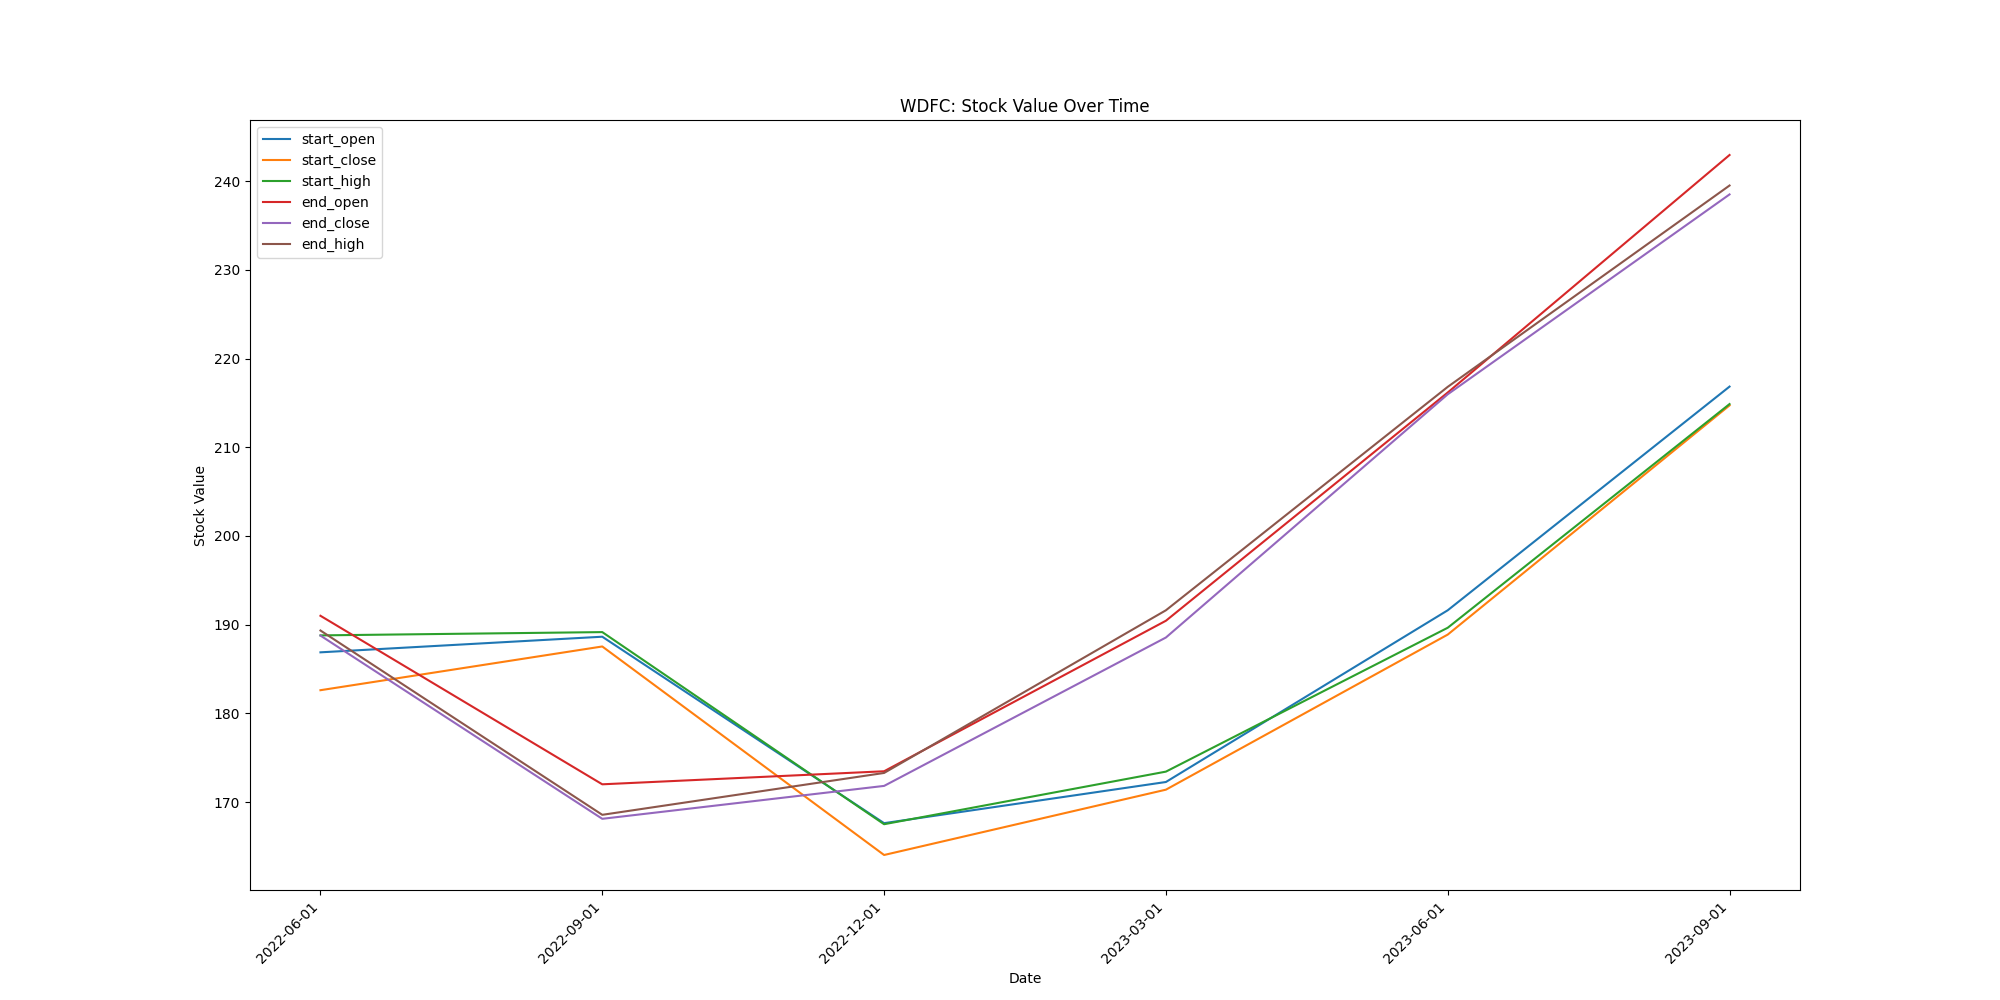 WDFC: Stock Value Over Time
start_open
start_close
start_high
end_open
end_close
end_high
240
230
220
210
200
190
180
170
Stock Value
2022-06-01
2022-09-01
2022-12-01
2023-03-01
2023-06-01
2023-09-01
Date